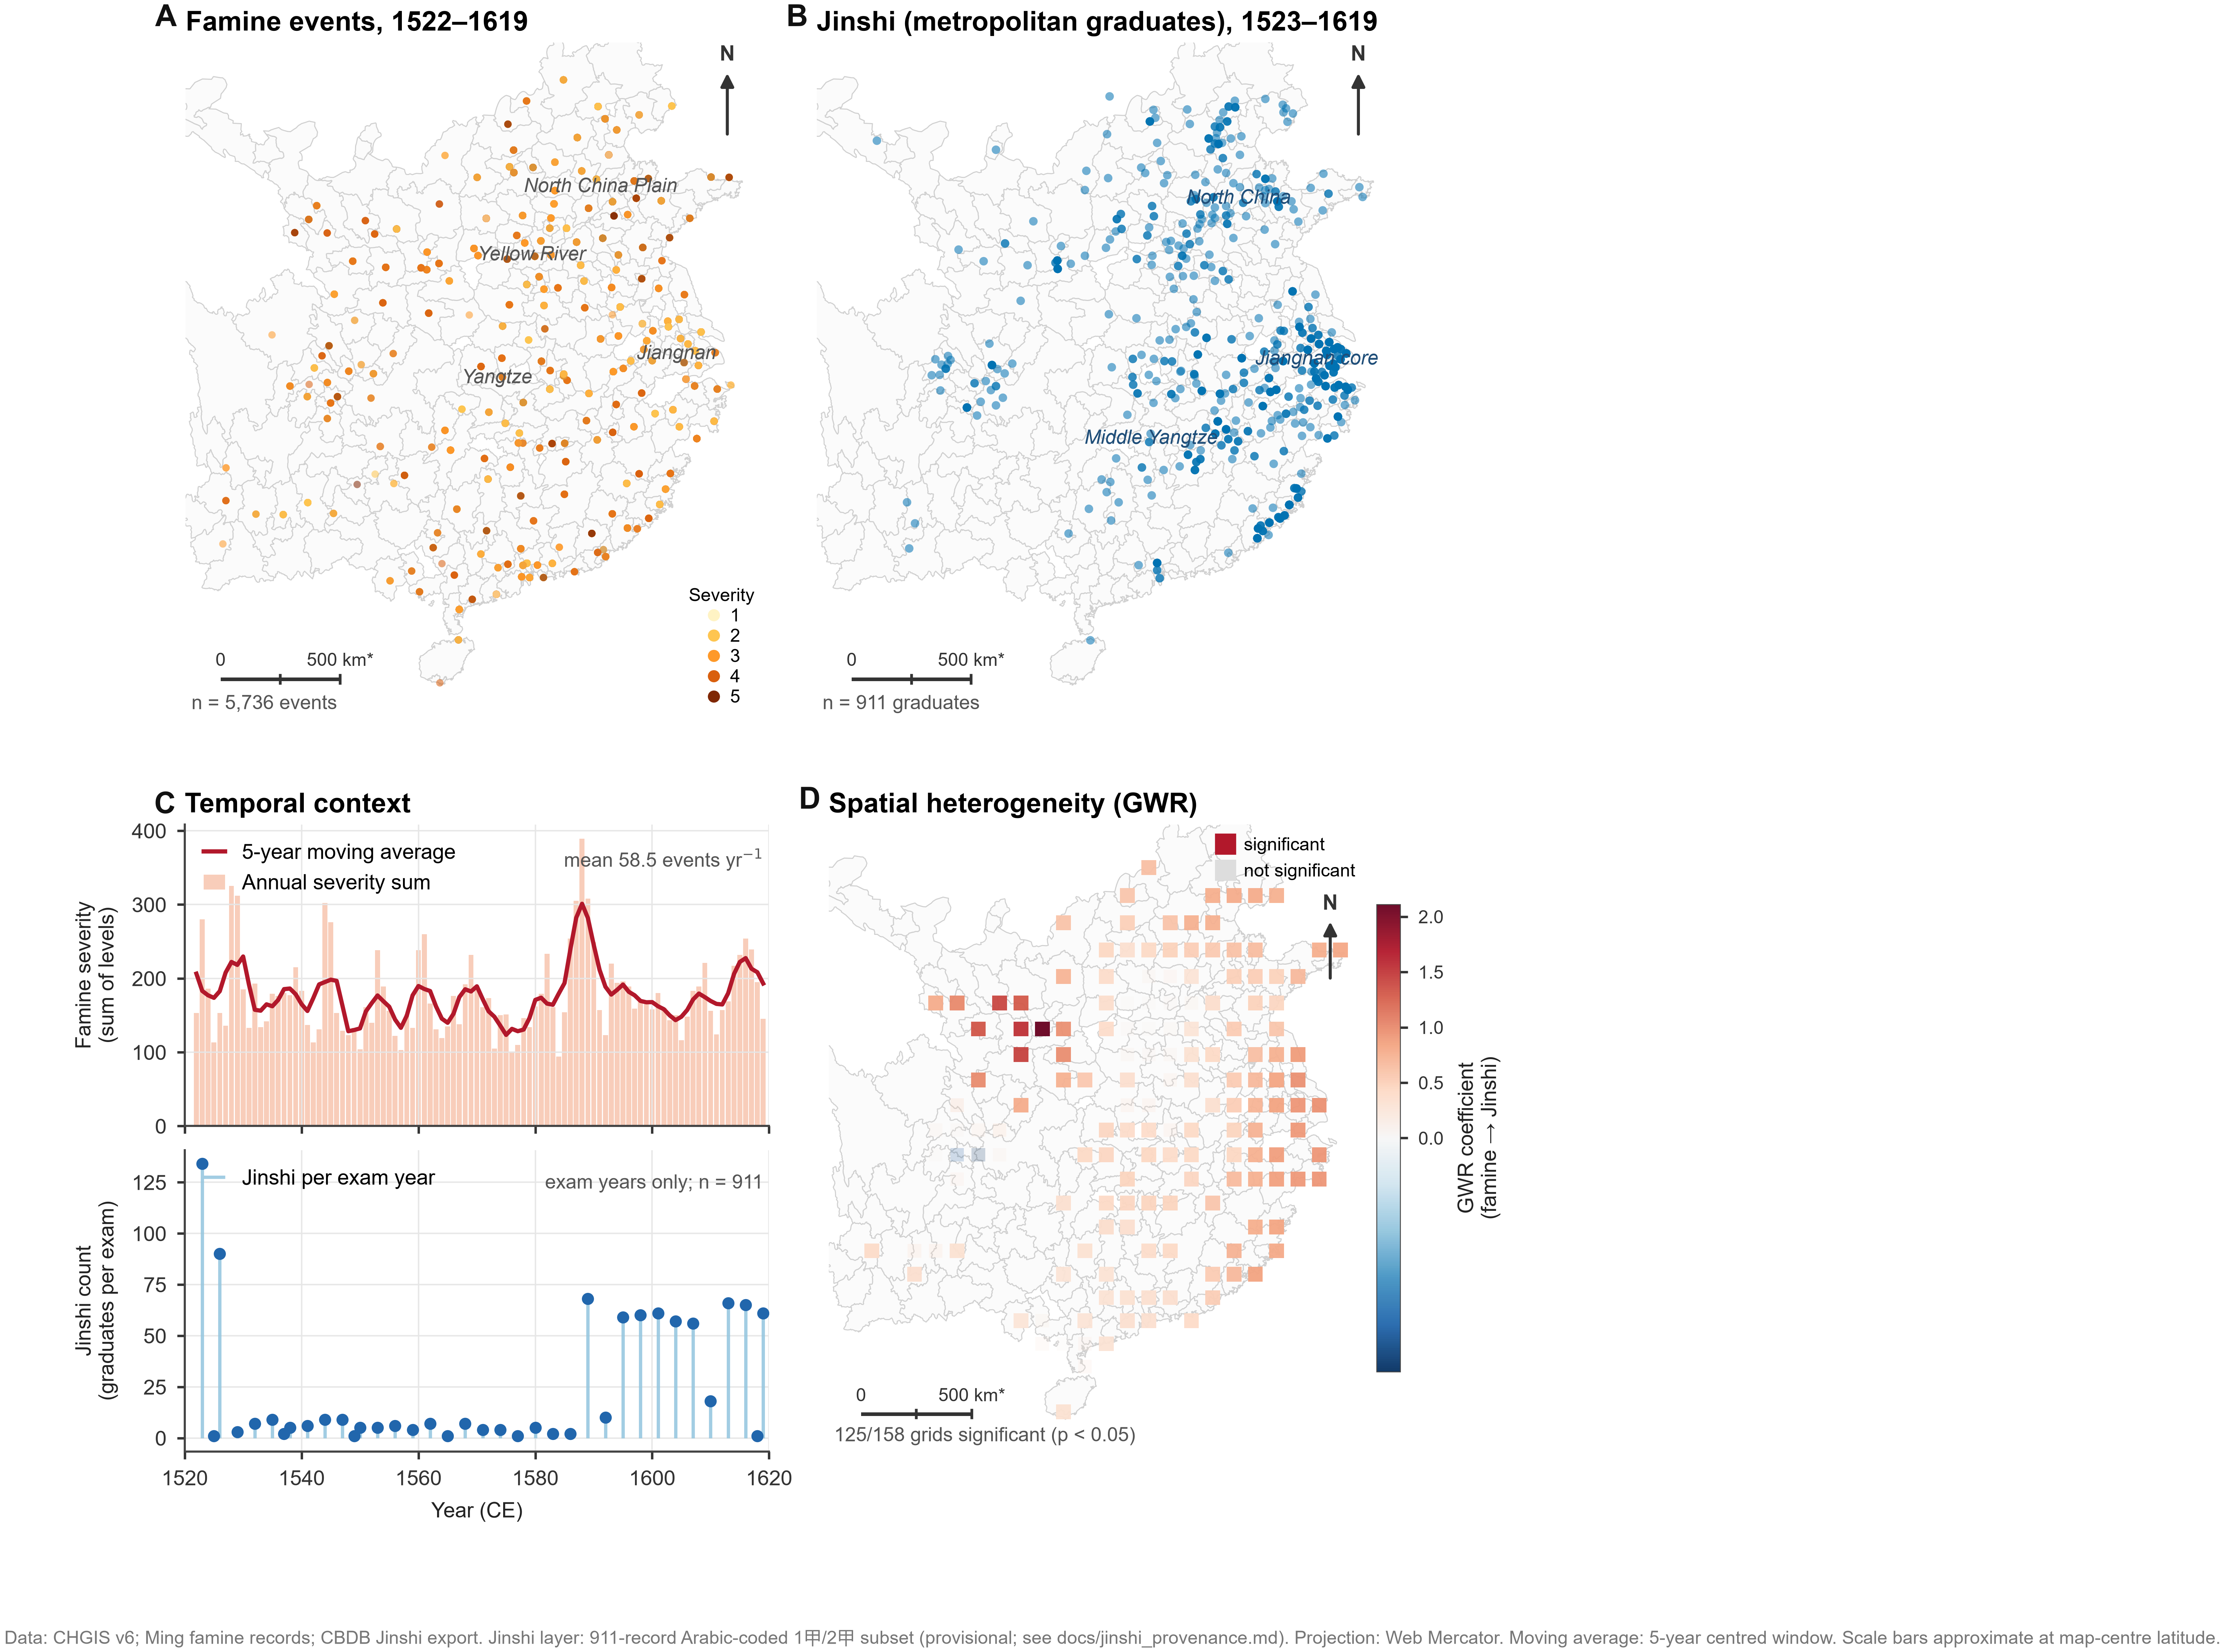 A Famine events, 1522–1619
N
North China Plain
Yellow River
Jiangnan
Yangtze
Severity
1
2
3
4
5
0 500 km*
n = 5,736 events
B Jinshi (metropolitan graduates), 1523–1619
N
North China
Jiangnan core
Middle Yangtze
0 500 km*
n = 911 graduates
C Temporal context
400
300
200
100
0
Famine severity
(sum of levels)
5-year moving average
Annual severity sum
mean 58.5 events yr⁻¹
125
100
75
50
25
0
Jinshi count
(graduates per exam)
Jinshi per exam year
exam years only; n = 911
1520 1540 1560 1580 1600 1620
Year (CE)
D Spatial heterogeneity (GWR)
significant
not significant
N
0 500 km*
125/158 grids significant (p < 0.05)
2.0
1.5
1.0
0.5
0.0
GWR coefficient
(famine → Jinshi)
Data: CHGIS v6; Ming famine records; CBDB Jinshi export. Jinshi layer: 911-record Arabic-coded 1甲/2甲 subset (provisional; see docs/jinshi_provenance.md). Projection: Web Mercator. Moving average: 5-year centred window. Scale bars approximate at map-centre latitude.